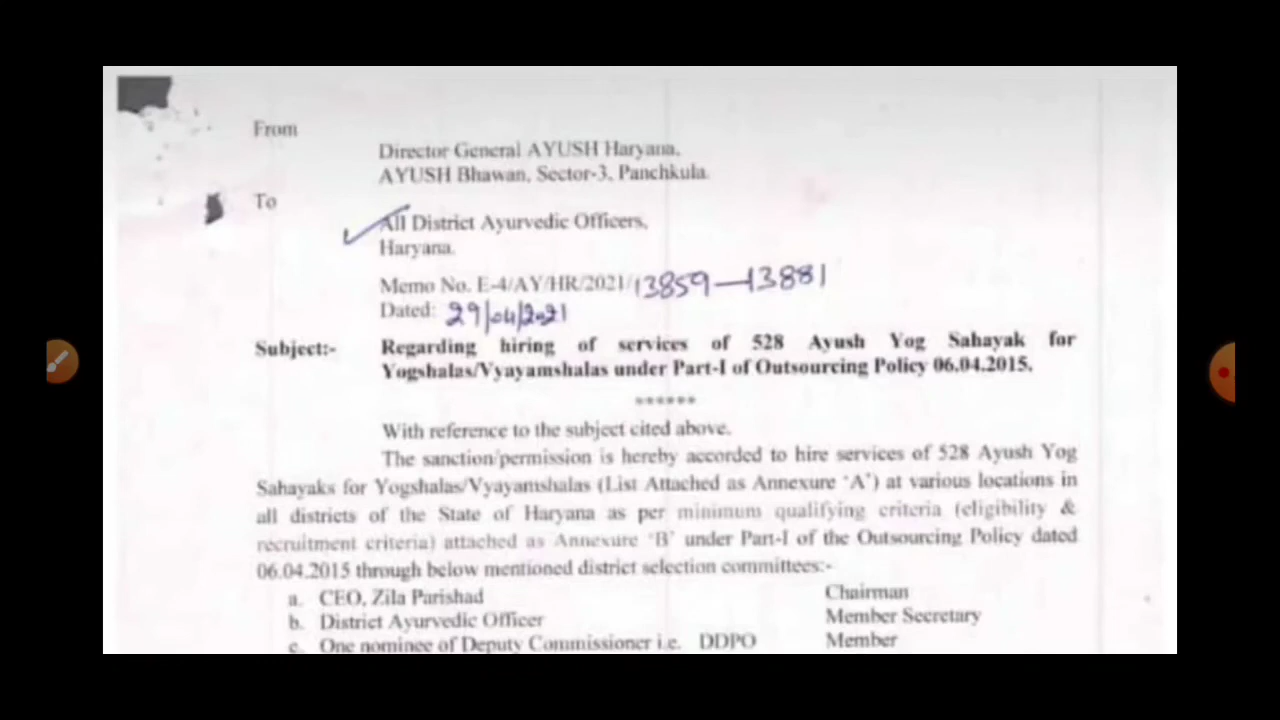 From
Director General AYUSH Haryana,
AYUSH Bhawan, Sector-3, Panchkula.
To
All District Ayurvedic Officers,
Haryana.
Memo No. E-4/AY/HR/2021/13859—13881
Dated: 29/04/2021
Subject:- Regarding hiring of services of 528 Ayush Yog Sahayak for
Yogshalas/Vyayamshalas under Part-I of Outsourcing Policy 06.04.2015.
******
With reference to the subject cited above.
The sanction/permission is hereby accorded to hire services of 528 Ayush Yog
Sahayaks for Yogshalas/Vyayamshalas (List Attached as Annexure 'A') at various locations in
all districts of the State of Haryana as per minimum qualifying criteria (eligibility &
recruitment criteria) attached as Annexure 'B' under Part-I of the Outsourcing Policy dated
06.04.2015 through below mentioned district selection committees:-
a. CEO, Zila Parishad Chairman
b. District Ayurvedic Officer Member Secretary
c. One nominee of Deputy Commissioner i.e. DDPO Member